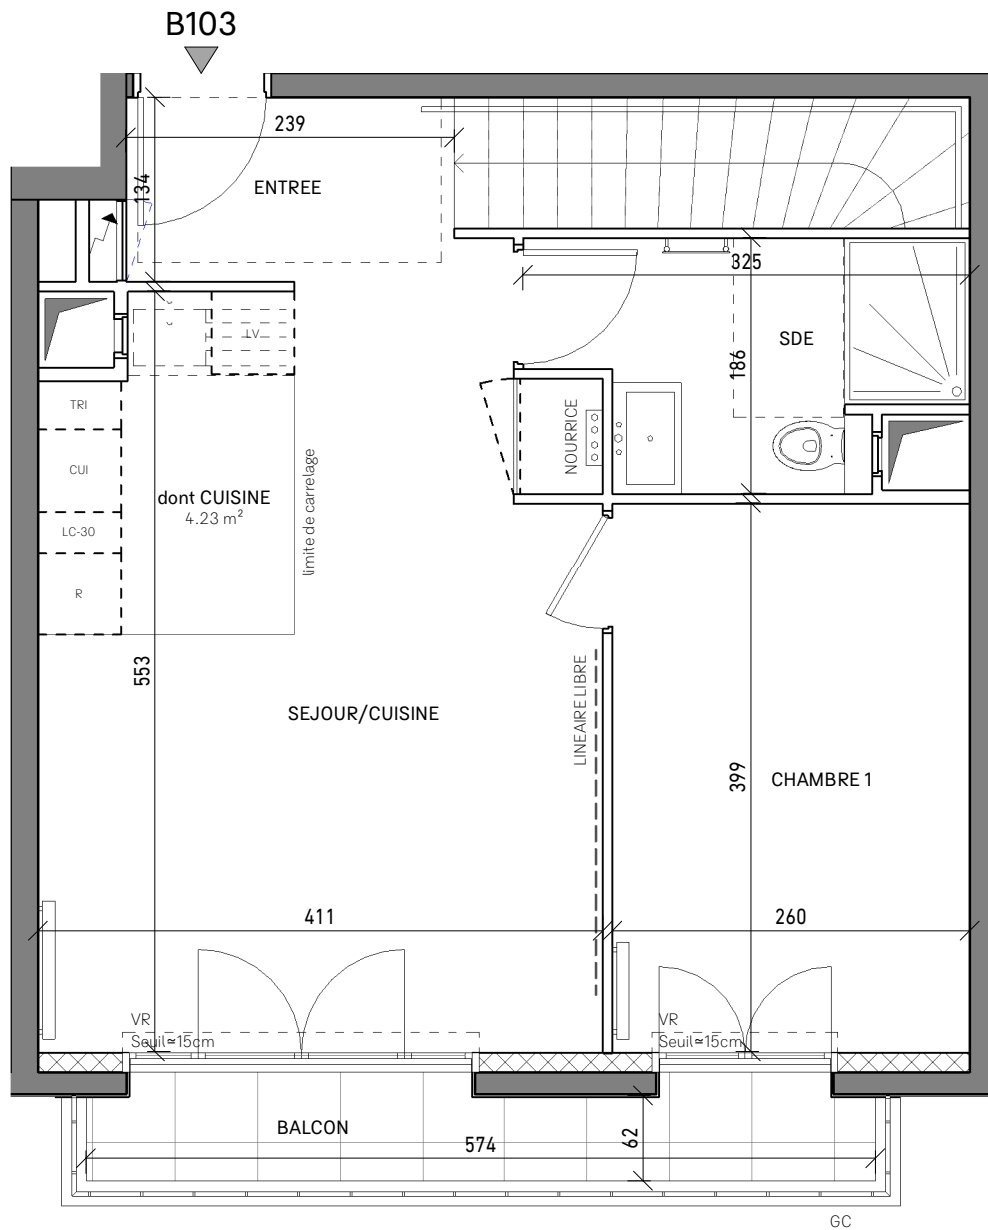 B103
239
134
ENTREE
325
LV
SDE
186
TRI
NOURRICE
CUI
limite de carrelage
dont CUISINE
4.23 m²
LC-30
R
553
LINEAIRE LIBRE
SEJOUR/CUISINE
399
CHAMBRE 1
411
260
VR
Seuil≃15cm
VR
Seuil≃15cm
BALCON
62
574
GC